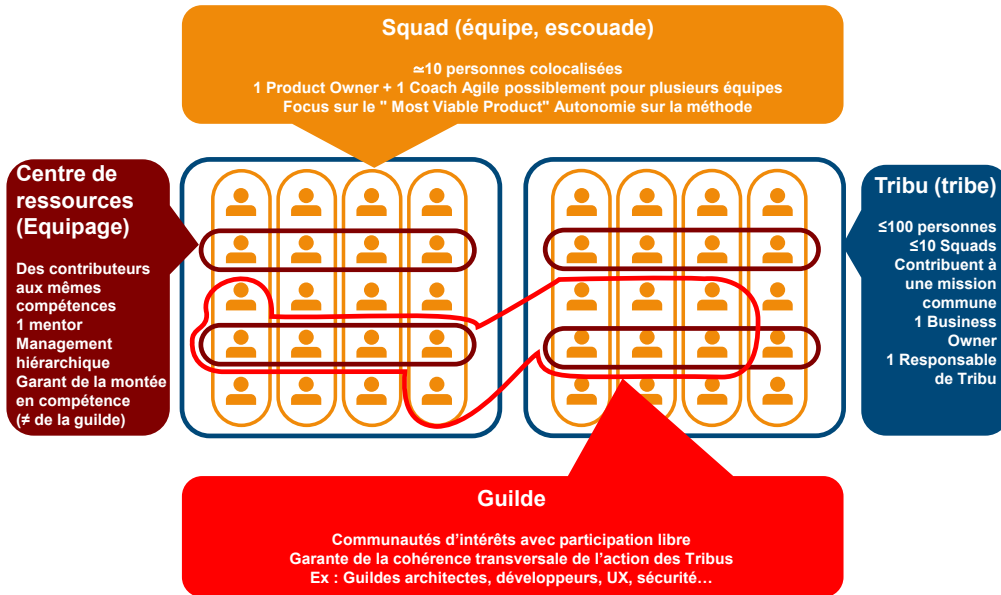 Squad (équipe, escouade)
≃10 personnes colocalisées
1 Product Owner + 1 Coach Agile possiblement pour plusieurs équipes
Focus sur le " Most Viable Product" Autonomie sur la méthode
Centre de
ressources
(Equipage)
Des contributeurs
aux mêmes
compétences
1 mentor
Management
hiérarchique
Garant de la montée
en compétence
(≠ de la guilde)
Tribu (tribe)
≤100 personnes
≤10 Squads
Contribuent à
une mission
commune
1 Business
Owner
1 Responsable
de Tribu
Guilde
Communautés d’intérêts avec participation libre
Garante de la cohérence transversale de l’action des Tribus
Ex : Guildes architectes, développeurs, UX, sécurité…